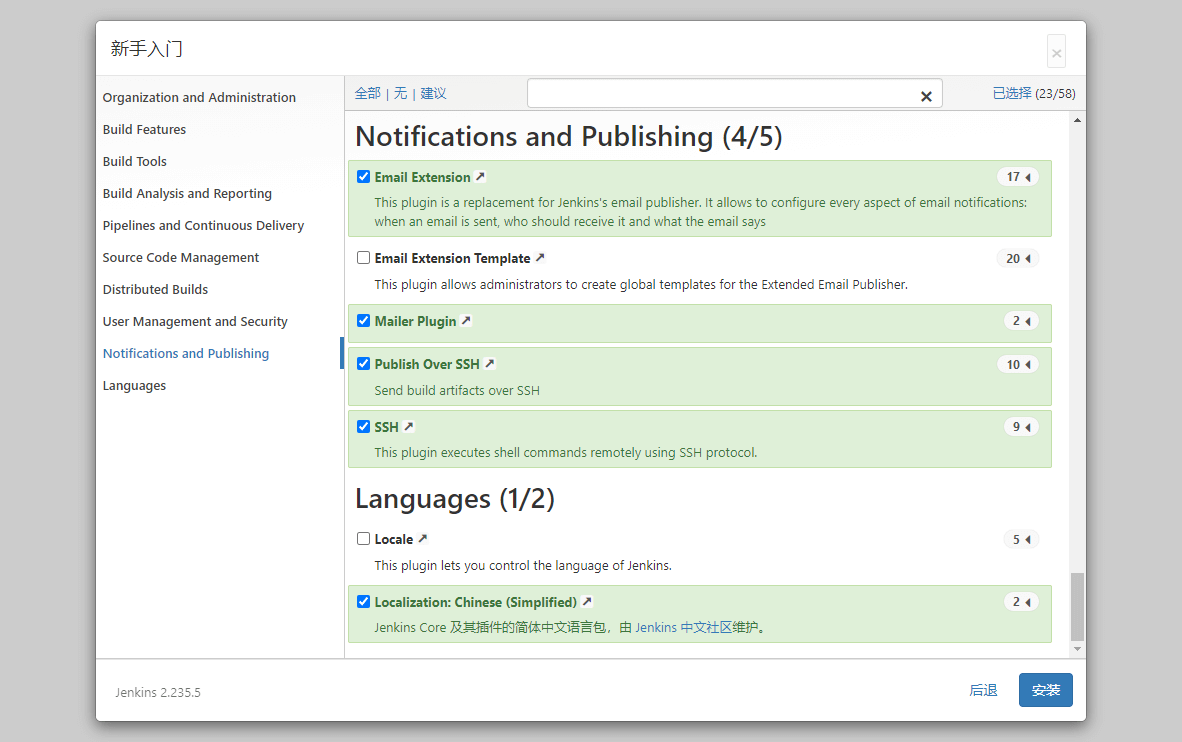 新手入门
×
Organization and Administration
Build Features
Build Tools
Build Analysis and Reporting
Pipelines and Continuous Delivery
Source Code Management
Distributed Builds
User Management and Security
Notifications and Publishing
Languages
全部 | 无 | 建议
已选择 (23/58)
Notifications and Publishing (4/5)
Email Extension 17
This plugin is a replacement for Jenkins's email publisher. It allows to configure every aspect of email notifications:
when an email is sent, who should receive it and what the email says
Email Extension Template 20
This plugin allows administrators to create global templates for the Extended Email Publisher.
Mailer Plugin 2
Publish Over SSH 10
Send build artifacts over SSH
SSH 9
This plugin executes shell commands remotely using SSH protocol.
Languages (1/2)
Locale 5
This plugin lets you control the language of Jenkins.
Localization: Chinese (Simplified) 2
Jenkins Core 及其插件的简体中文语言包，由 Jenkins 中文社区维护。
Jenkins 2.235.5
后退
安装